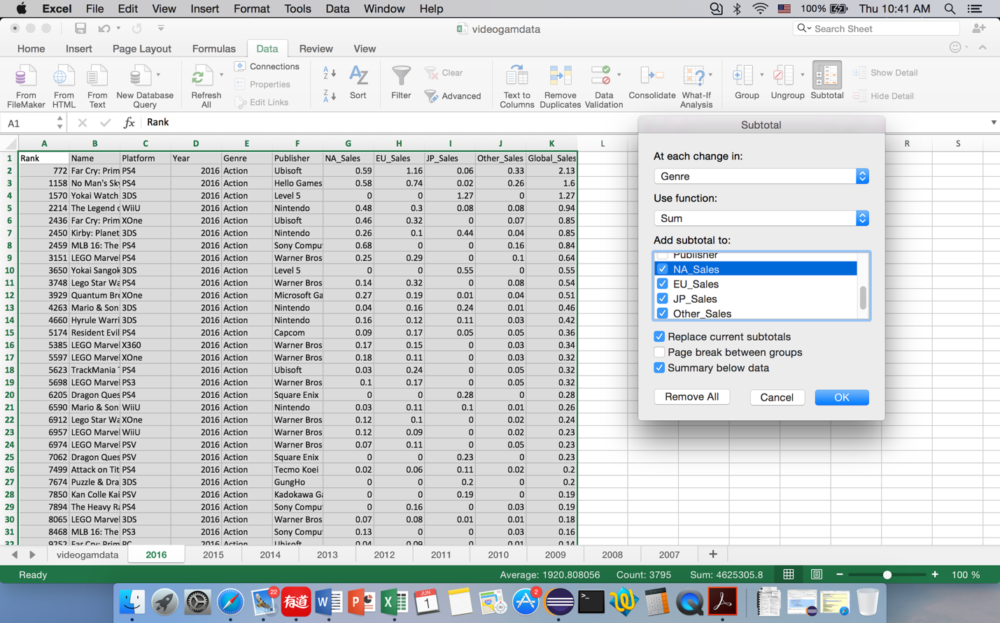 Excel File Edit View Insert Format Tools Data Window Help 100% Thu 10:41 AM
videogamdata
Search Sheet
Home Insert Page Layout Formulas Data Review View
From FileMaker
From HTML
From Text
New Database Query
Refresh All
Connections
Properties
Edit Links
Sort
Filter
Clear
Advanced
Text to Columns
Remove Duplicates
Data Validation
Consolidate
What-If Analysis
Group
Ungroup
Subtotal
Show Detail
Hide Detail
A1 fx Rank
A B C D E F G H I J K L R S
1 Rank Name Platform Year Genre Publisher NA_Sales EU_Sales JP_Sales Other_Sales Global_Sales
2 772 Far Cry: Prim PS4 2016 Action Ubisoft 0.59 1.16 0.06 0.33 2.13
3 1158 No Man's Sky PS4 2016 Action Hello Games 0.58 0.74 0.02 0.26 1.6
4 1570 Yokai Watch 3DS 2016 Action Level 5 0 0 1.27 0 1.27
5 2214 The Legend o WiiU 2016 Action Nintendo 0.48 0.3 0.08 0.08 0.94
6 2436 Far Cry: Prim XOne 2016 Action Ubisoft 0.46 0.32 0 0.07 0.85
7 2450 Kirby: Planet 3DS 2016 Action Nintendo 0.26 0.1 0.44 0.04 0.85
8 2459 MLB 16: The PS4 2016 Action Sony Comput 0.68 0 0 0.16 0.84
9 3151 LEGO Marvel PS4 2016 Action Warner Bros 0.25 0.29 0 0.1 0.64
10 3650 Yokai Sangok 3DS 2016 Action Level 5 0 0 0.55 0 0.55
11 3748 Lego Star Wa PS4 2016 Action Warner Bros 0.14 0.32 0 0.08 0.54
12 3929 Quantum Bre XOne 2016 Action Microsoft Ga 0.27 0.19 0.01 0.04 0.51
13 4263 Mario & Son 3DS 2016 Action Nintendo 0.04 0.16 0.24 0.01 0.46
14 4660 Hyrule Warri 3DS 2016 Action Nintendo 0.16 0.12 0.11 0.03 0.42
15 5174 Resident Evil PS4 2016 Action Capcom 0.09 0.17 0.05 0.05 0.36
16 5385 LEGO Marvel X360 2016 Action Warner Bros 0.17 0.15 0 0.03 0.34
17 5597 LEGO Marvel XOne 2016 Action Warner Bros 0.18 0.11 0 0.03 0.32
18 5623 TrackMania PS4 2016 Action Ubisoft 0.03 0.24 0 0.05 0.32
19 5698 LEGO Marvel PS3 2016 Action Warner Bros 0.1 0.17 0 0.05 0.32
20 6205 Dragon Ques PS4 2016 Action Square Enix 0 0 0.28 0 0.28
21 6590 Mario & Son WiiU 2016 Action Nintendo 0.03 0.11 0.1 0.01 0.26
22 6912 Lego Star Wa XOne 2016 Action Warner Bros 0.12 0.1 0 0.02 0.24
23 6957 LEGO Marvel WiiU 2016 Action Warner Bros 0.12 0.09 0 0.02 0.23
24 6974 LEGO Marvel PSV 2016 Action Warner Bros 0.07 0.11 0 0.05 0.23
25 7062 Dragon Ques PSV 2016 Action Square Enix 0 0 0.23 0 0.23
26 7499 Attack on Tit PS4 2016 Action Tecmo Koei 0.02 0.06 0.11 0.02 0.2
27 7674 Puzzle & Dra 3DS 2016 Action GungHo 0 0 0.2 0 0.2
28 7850 Kan Colle Kai PSV 2016 Action Kadokawa Ga 0 0 0.19 0 0.19
29 7894 The Heavy Ra PS4 2016 Action Sony Comput 0 0.16 0 0.03 0.19
30 8065 LEGO Marvel 3DS 2016 Action Warner Bros 0.07 0.08 0.01 0.01 0.18
31 8468 MLB 16: The PS3 2016 Action Sony Comput 0.13 0 0 0.03 0.16
32 9252 Far Cry: Prim PC 2016 Action Ubisoft 0.04 0.09 0 0.01 0.14
Subtotal
At each change in:
Genre
Use function:
Sum
Add subtotal to:
Publisher
NA_Sales
EU_Sales
JP_Sales
Other_Sales
Replace current subtotals
Page break between groups
Summary below data
Remove All Cancel OK
videogamdata 2016 2015 2014 2013 2012 2011 2010 2009 2008 2007 +
Ready Average: 1920.808056 Count: 3795 Sum: 4625305.8 100 %
22
有道
JUN
1
2